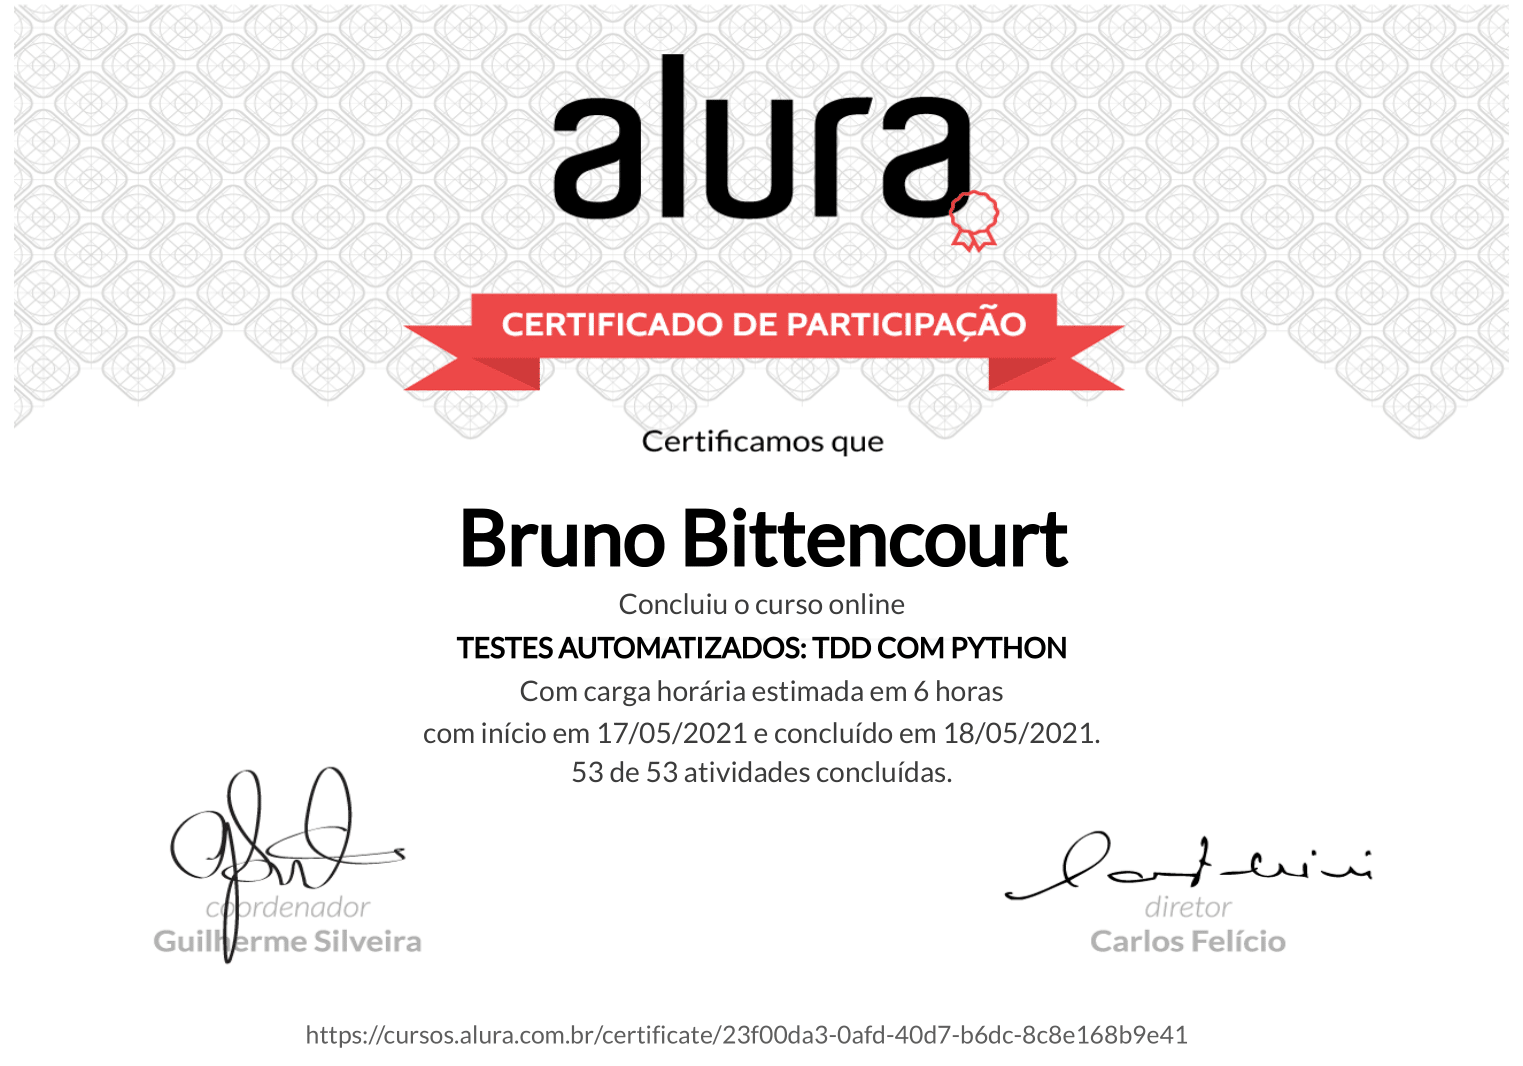 alura
CERTIFICADO DE PARTICIPAÇÃO
Certificamos que
Bruno Bittencourt
Concluiu o curso online
TESTES AUTOMATIZADOS: TDD COM PYTHON
Com carga horária estimada em 6 horas
com início em 17/05/2021 e concluído em 18/05/2021.
53 de 53 atividades concluídas.
coordenador
Guilherme Silveira
diretor
Carlos Felício
https://cursos.alura.com.br/certificate/23f00da3-0afd-40d7-b6dc-8c8e168b9e41